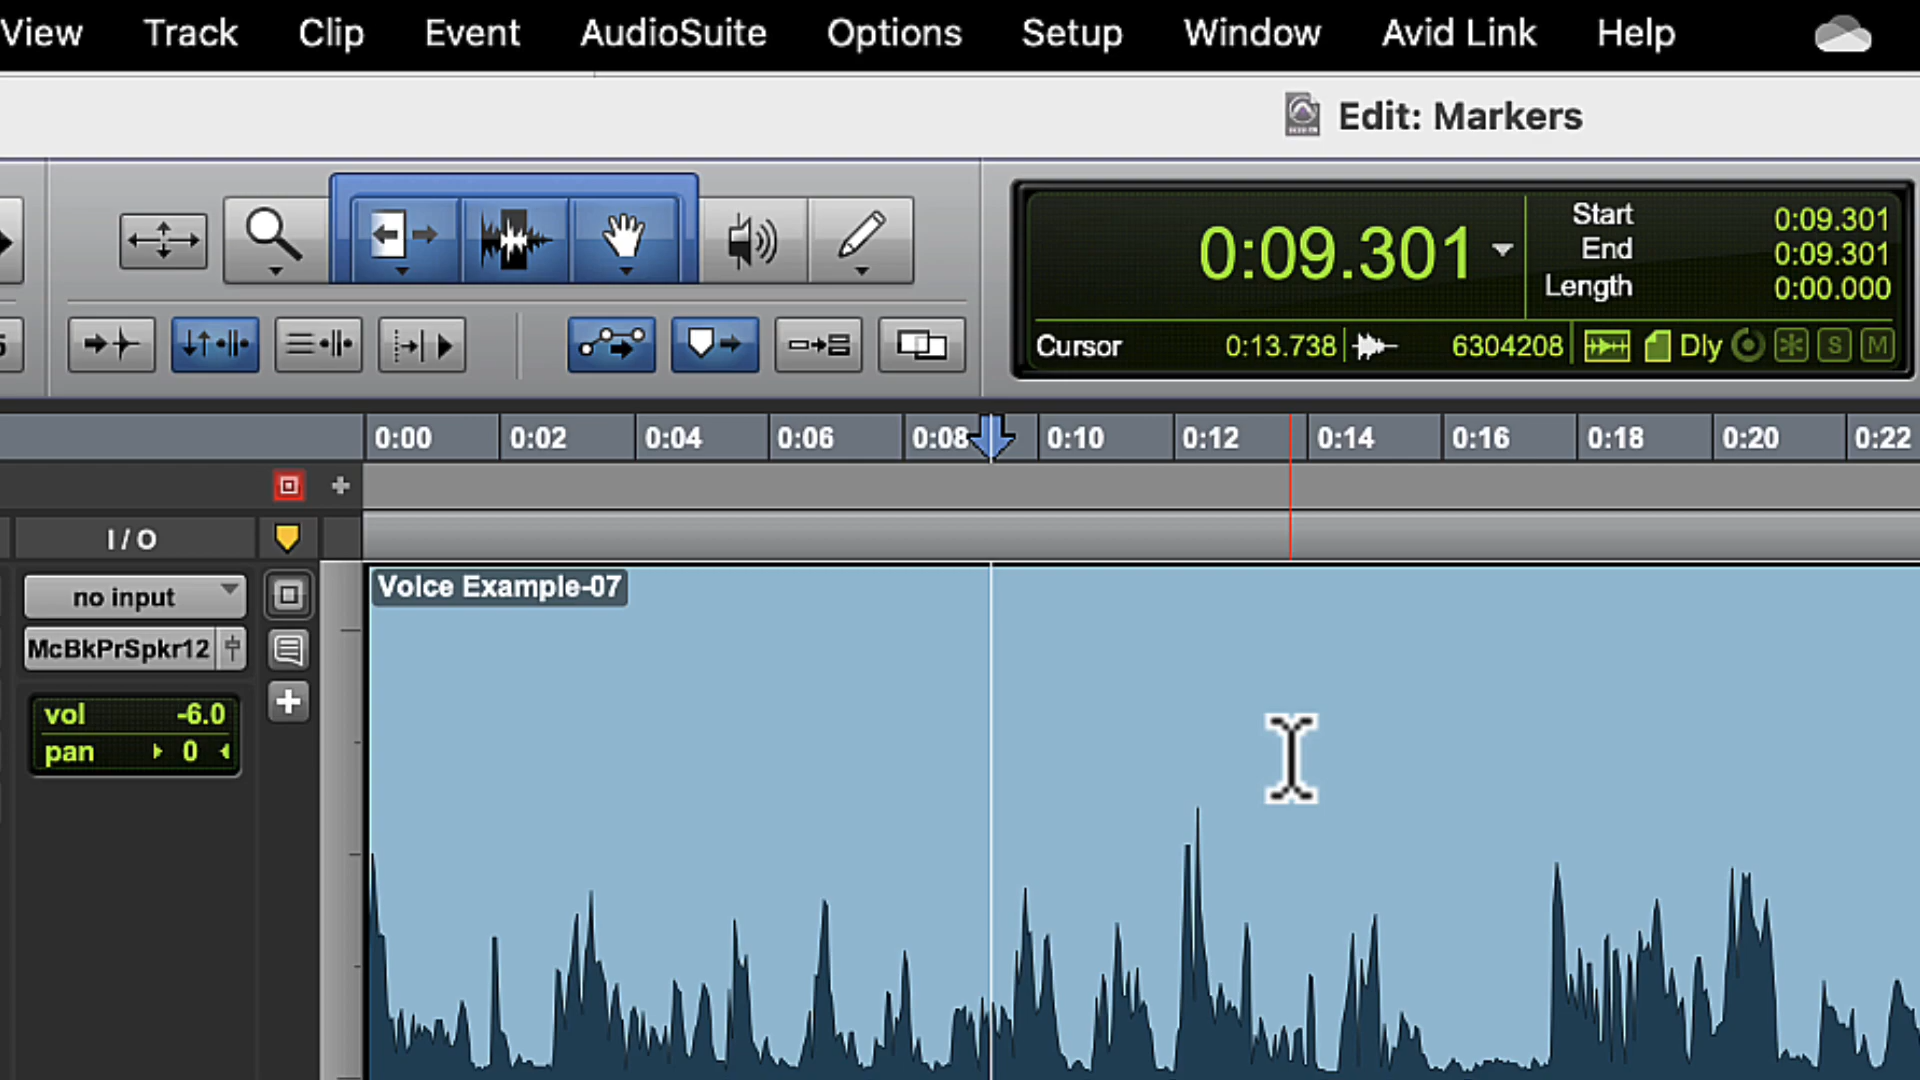 View Track Clip Event AudioSuite Options Setup Window Avid Link Help
Edit: Markers
0:09.301
Start 0:09.301
End 0:09.301
Length 0:00.000
5
Cursor 0:13.738 6304208 Dly S M
0:00 0:02 0:04 0:06 0:08 0:10 0:12 0:14 0:16 0:18 0:20 0:22
I / O
Voice Example-07
no input
McBkPrSpkr12
vol -6.0
pan 0